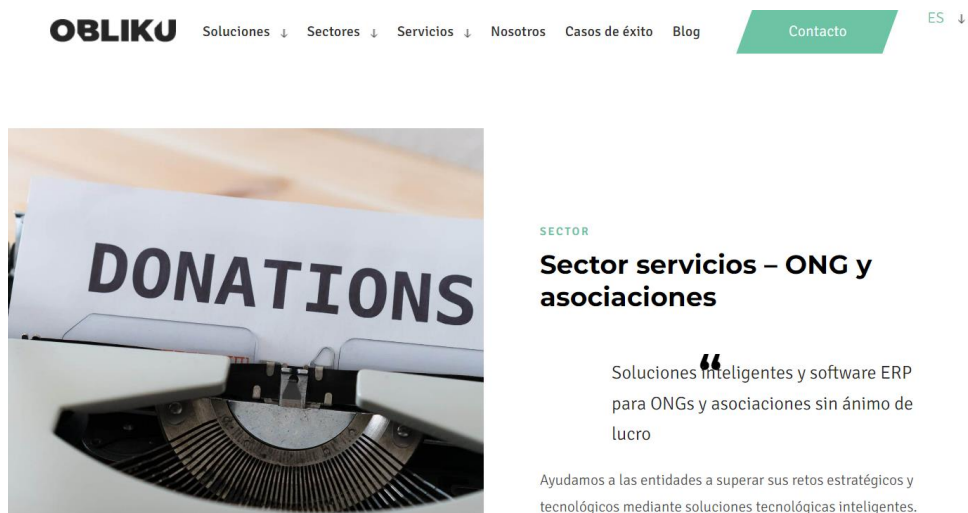 OBLIKU
Soluciones ↓ Sectores ↓ Servicios ↓ Nosotros Casos de éxito Blog
Contacto
ES ↓
DONATIONS
SECTOR
Sector servicios – ONG y
asociaciones
“
Soluciones inteligentes y software ERP
para ONGs y asociaciones sin ánimo de
lucro
Ayudamos a las entidades a superar sus retos estratégicos y
tecnológicos mediante soluciones tecnológicas inteligentes.